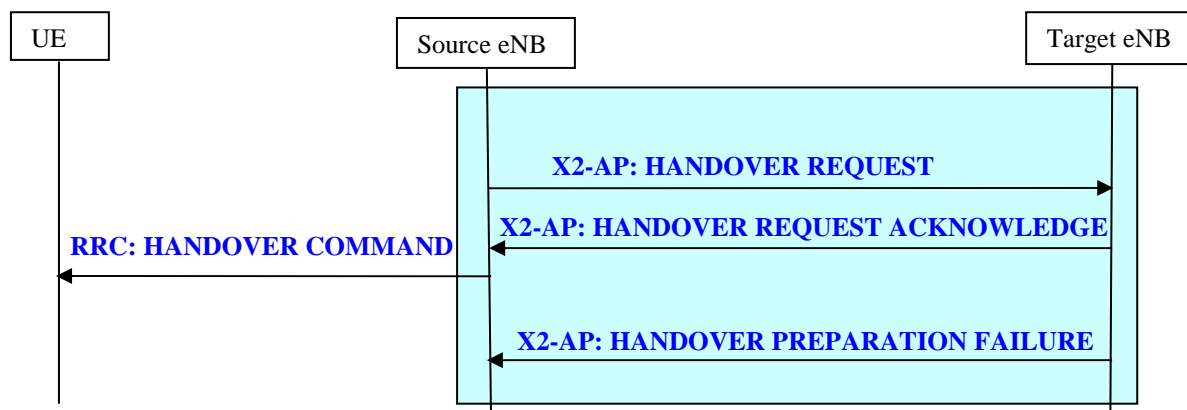 UE
Source eNB
Target eNB
X2-AP: HANDOVER REQUEST
X2-AP: HANDOVER REQUEST ACKNOWLEDGE
RRC: HANDOVER COMMAND
X2-AP: HANDOVER PREPARATION FAILURE